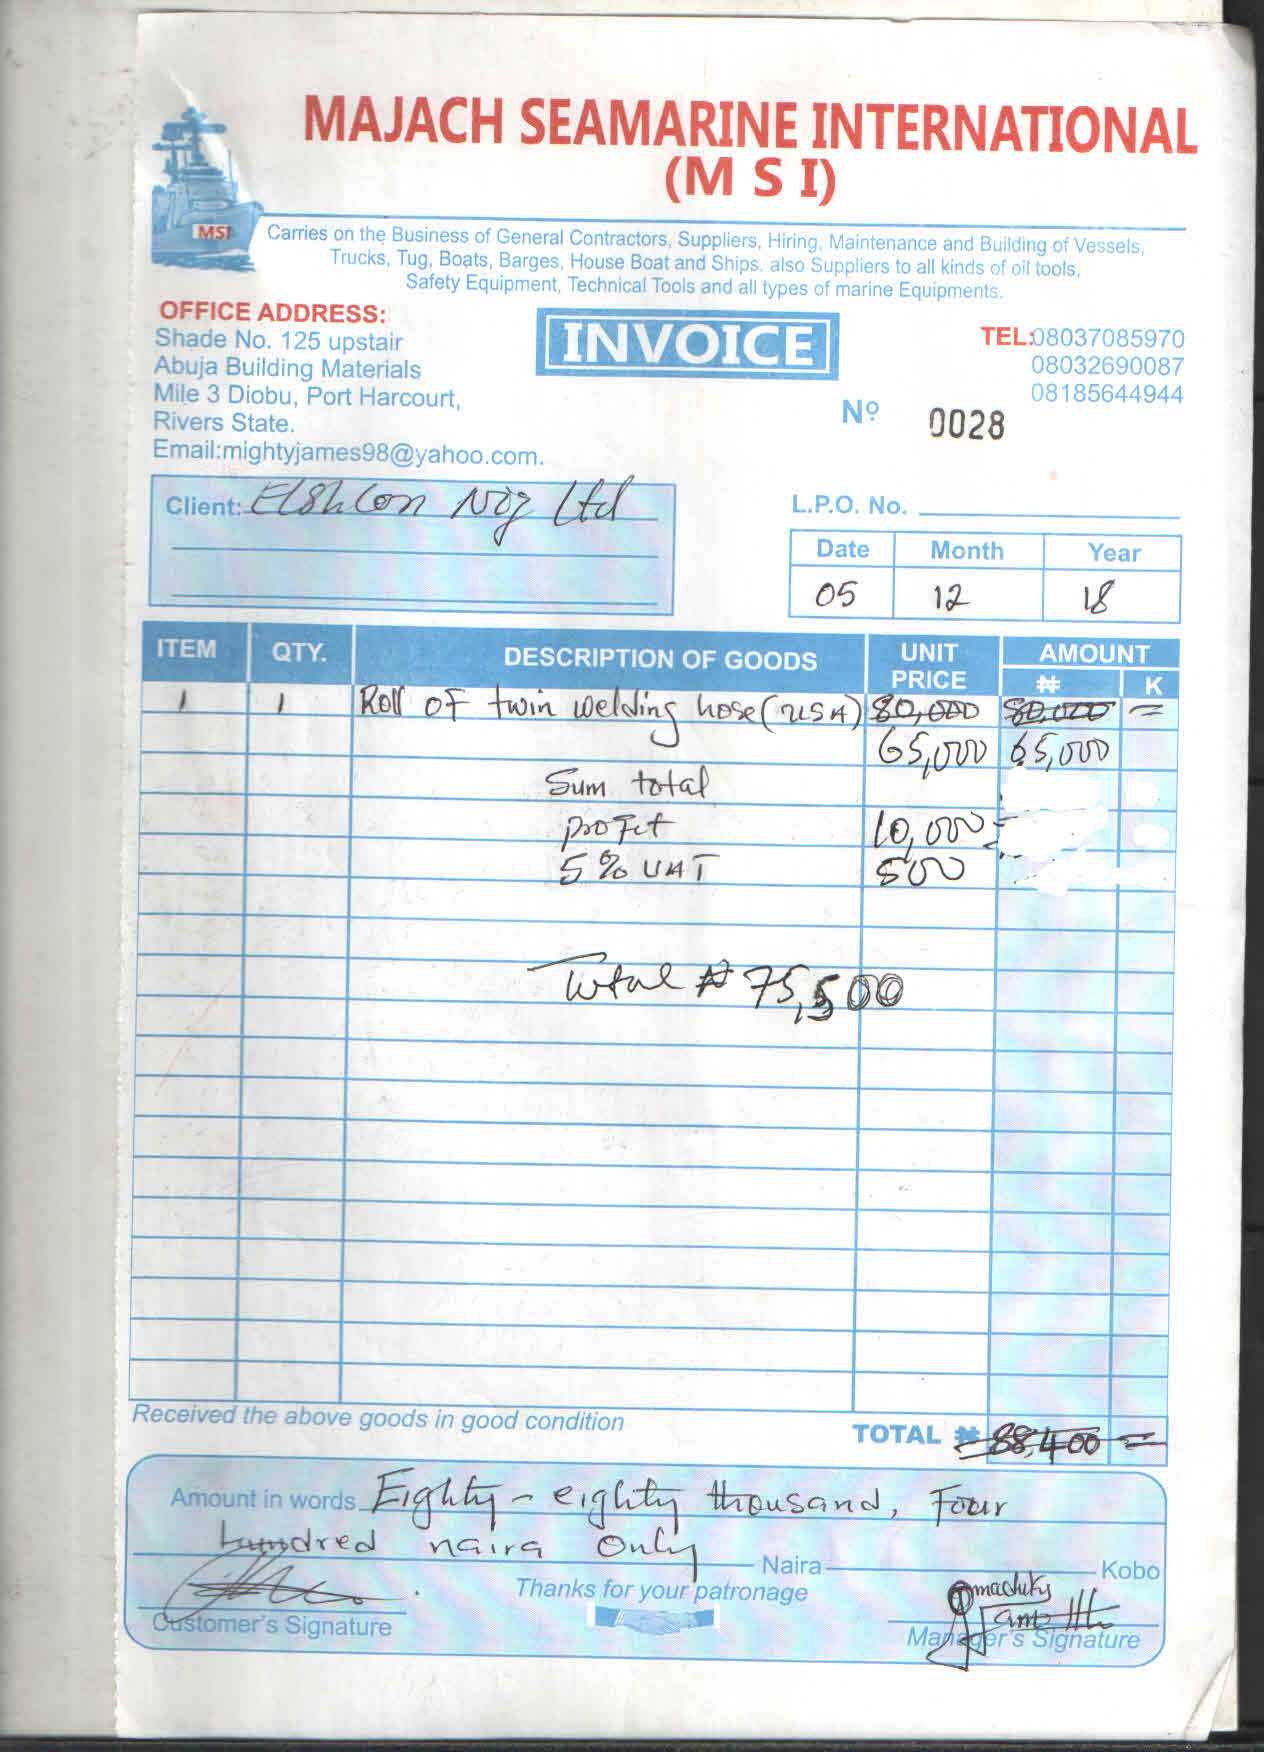 MAJACH SEAMARINE INTERNATIONAL
(M S I)
MSI
Carries on the Business of General Contractors, Suppliers, Hiring, Maintenance and Building of Vessels,
Trucks, Tug, Boats, Barges, House Boat and Ships. also Suppliers to all kinds of oil tools,
Safety Equipment, Technical Tools and all types of marine Equipments.
OFFICE ADDRESS:
Shade No. 125 upstair
Abuja Building Materials
Mile 3 Diobu, Port Harcourt,
Rivers State.
Email:mightyjames98@yahoo.com.
INVOICE
TEL:08037085970
08032690087
08185644944
Nº 0028
Client: Elshcon Nig Ltd
L.P.O. No.
Date Month Year
05 12 18
ITEM QTY. DESCRIPTION OF GOODS UNIT PRICE AMOUNT ₦ K
1 1 Roll of twin welding hose (USA) 80,000 80,000 =
65,000 65,000
Sum total
profet 10,000 =
5% VAT 500
Total ₦ 75,500
Received the above goods in good condition
TOTAL ₦ 88,400 =
Amount in words Eighty - eighty thousand, Four
hundred naira only Naira Kobo
Thanks for your patronage
Customer's Signature
Manager's Signature